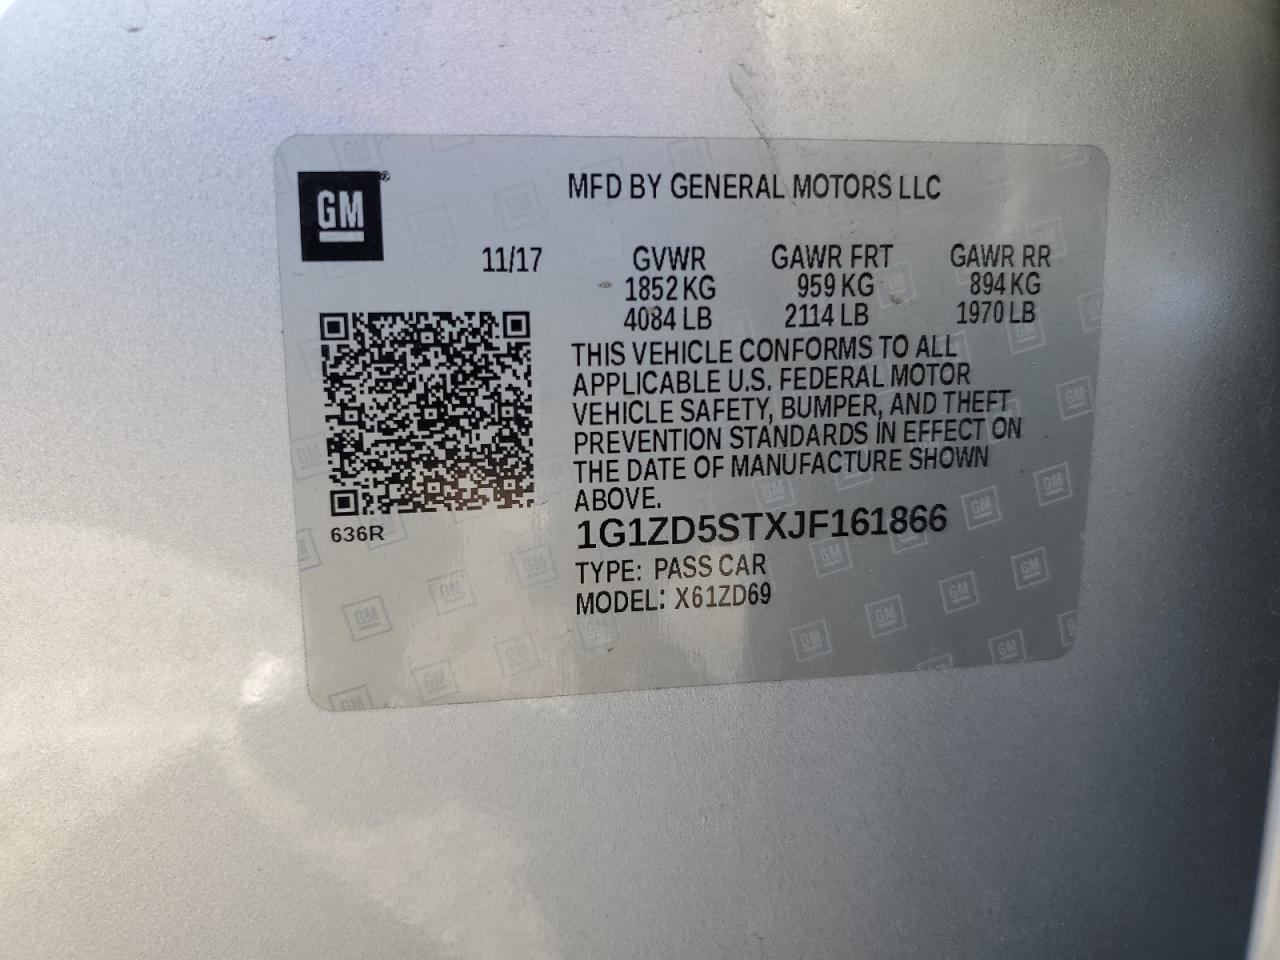 GM
MFD BY GENERAL MOTORS LLC
11/17 GVWR GAWR FRT GAWR RR
1852 KG 959 KG 894 KG
4084 LB 2114 LB 1970 LB
THIS VEHICLE CONFORMS TO ALL
APPLICABLE U.S. FEDERAL MOTOR
VEHICLE SAFETY, BUMPER, AND THEFT
PREVENTION STANDARDS IN EFFECT ON
THE DATE OF MANUFACTURE SHOWN
ABOVE.
636R
1G1ZD5STXJF161866
TYPE: PASS CAR
MODEL: X61ZD69